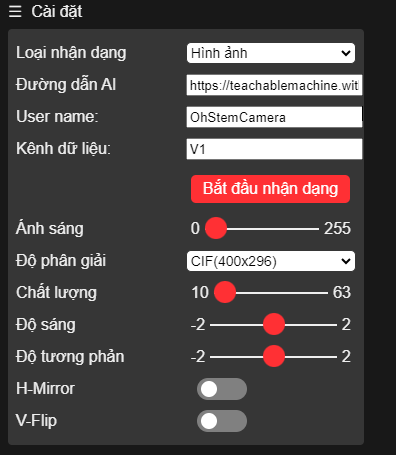 ☰ Cài đặt
Loại nhận dạng Hình ảnh
Đường dẫn AI https://teachablemachine.wit
User name: OhStemCamera
Kênh dữ liệu: V1
Bắt đầu nhận dạng
Ánh sáng 0 255
Độ phân giải CIF(400x296)
Chất lượng 10 63
Độ sáng -2 2
Độ tương phản -2 2
H-Mirror
V-Flip